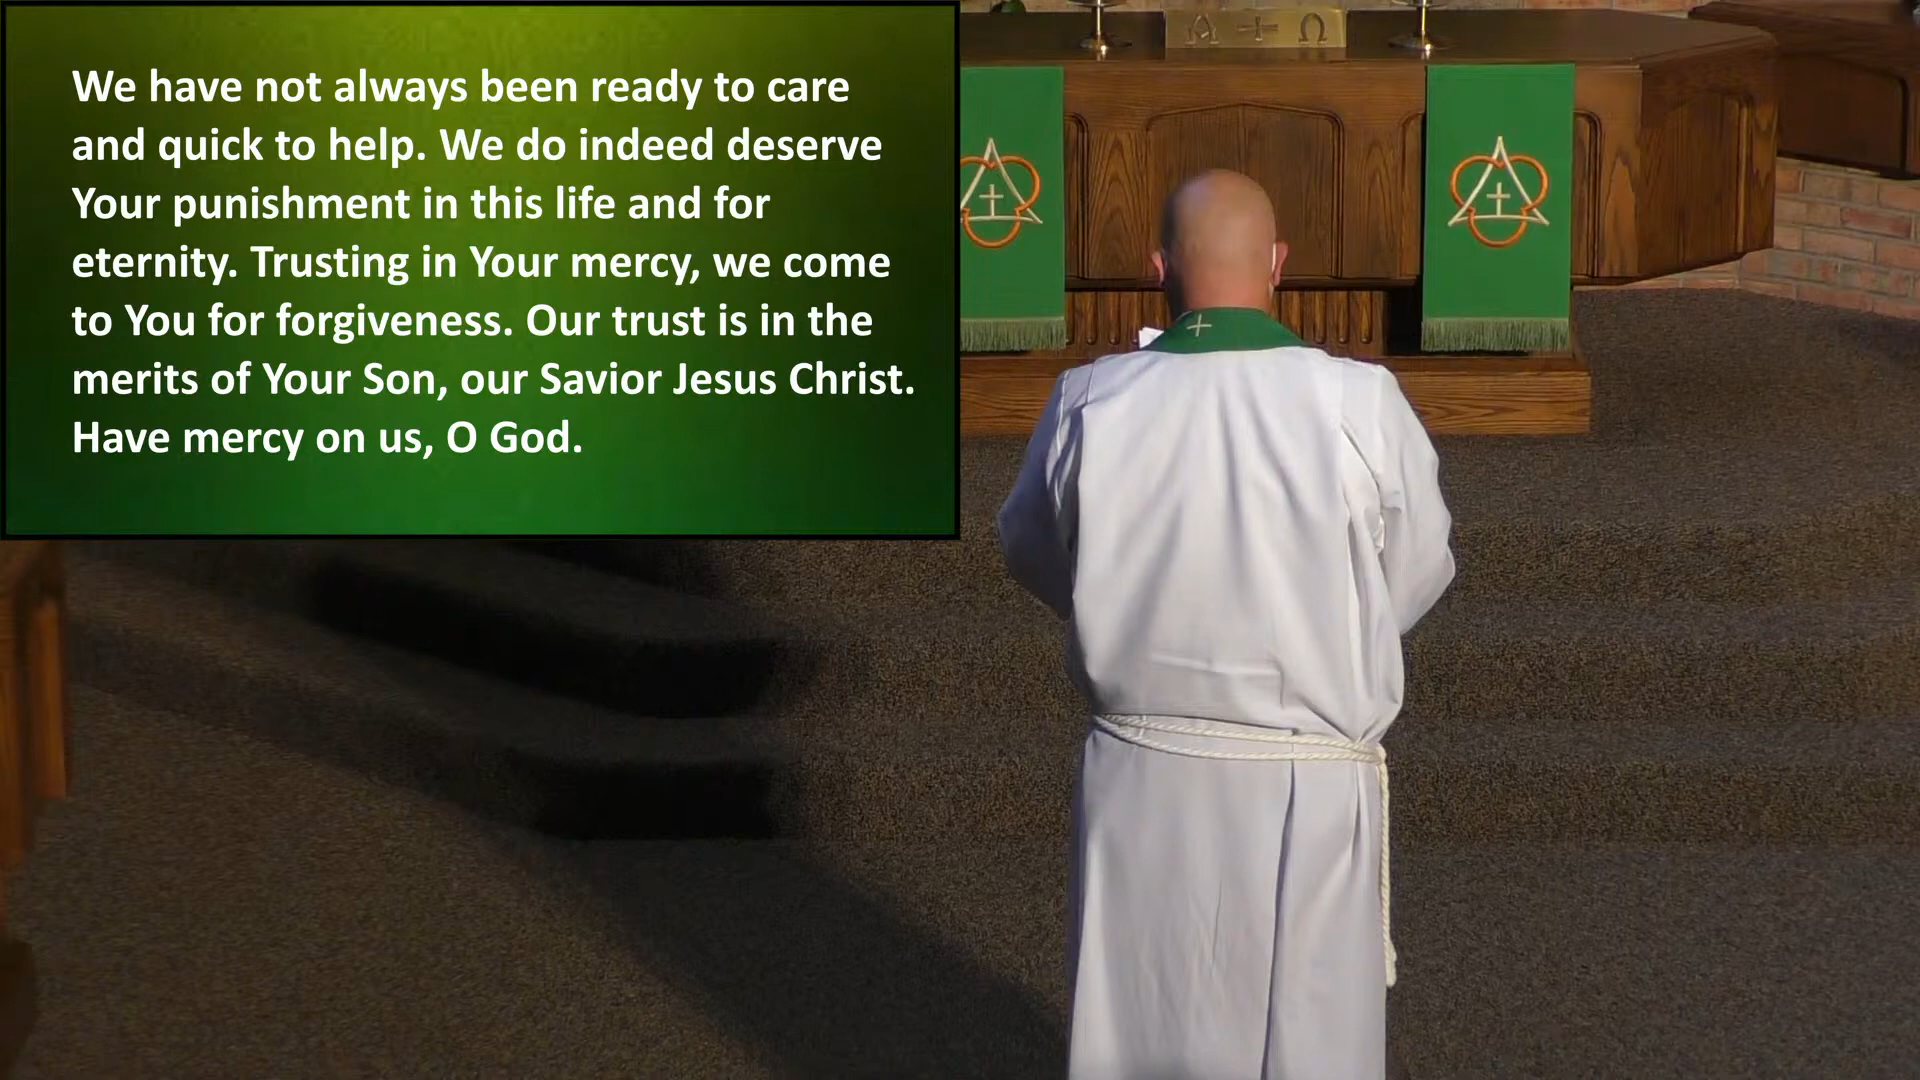 We have not always been ready to care
and quick to help. We do indeed deserve
Your punishment in this life and for
eternity. Trusting in Your mercy, we come
to You for forgiveness. Our trust is in the
merits of Your Son, our Savior Jesus Christ.
Have mercy on us, O God.
Α Ω